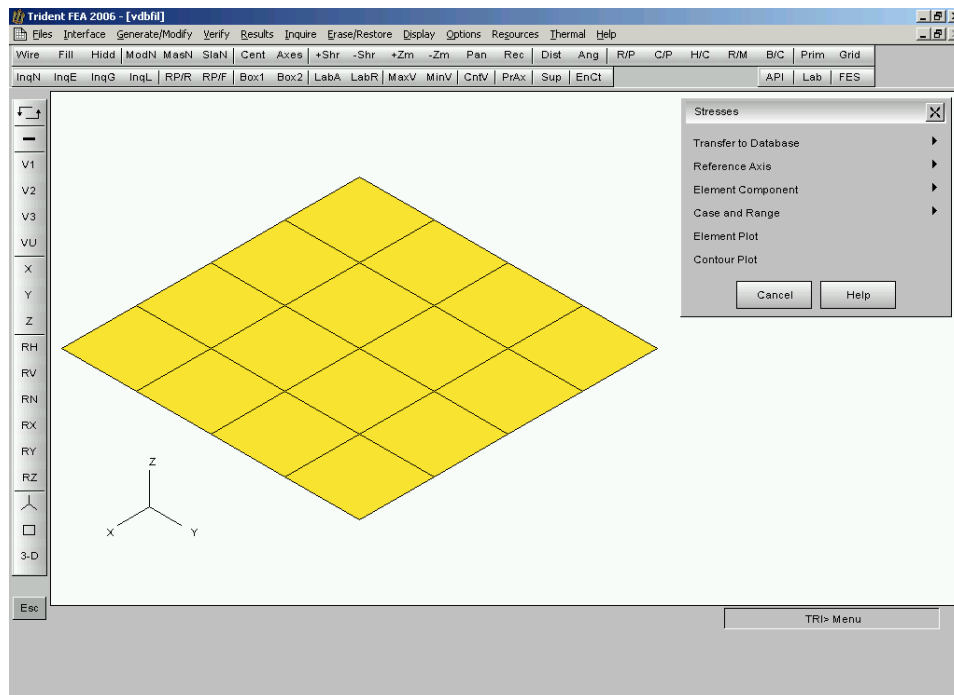 Trident FEA 2006 - [vdbfil]
Files Interface Generate/Modify Verify Results Inquire Erase/Restore Display Options Resources Thermal Help
Wire Fill Hidd ModN MasN SlaN Cent Axes +Shr -Shr +Zm -Zm Pan Rec Dist Ang R/P C/P H/C R/M B/C Prim Grid
InqN InqE InqG InqL RP/R RP/F Box1 Box2 LabA LabR MaxV MinV CntV PrAx Sup EnCt API Lab FES
V1
V2
V3
VU
X
Y
Z
RH
RV
RN
RX
RY
RZ
3-D
Esc
Z
X
Y
Stresses
Transfer to Database
Reference Axis
Element Component
Case and Range
Element Plot
Contour Plot
Cancel Help
TRI> Menu